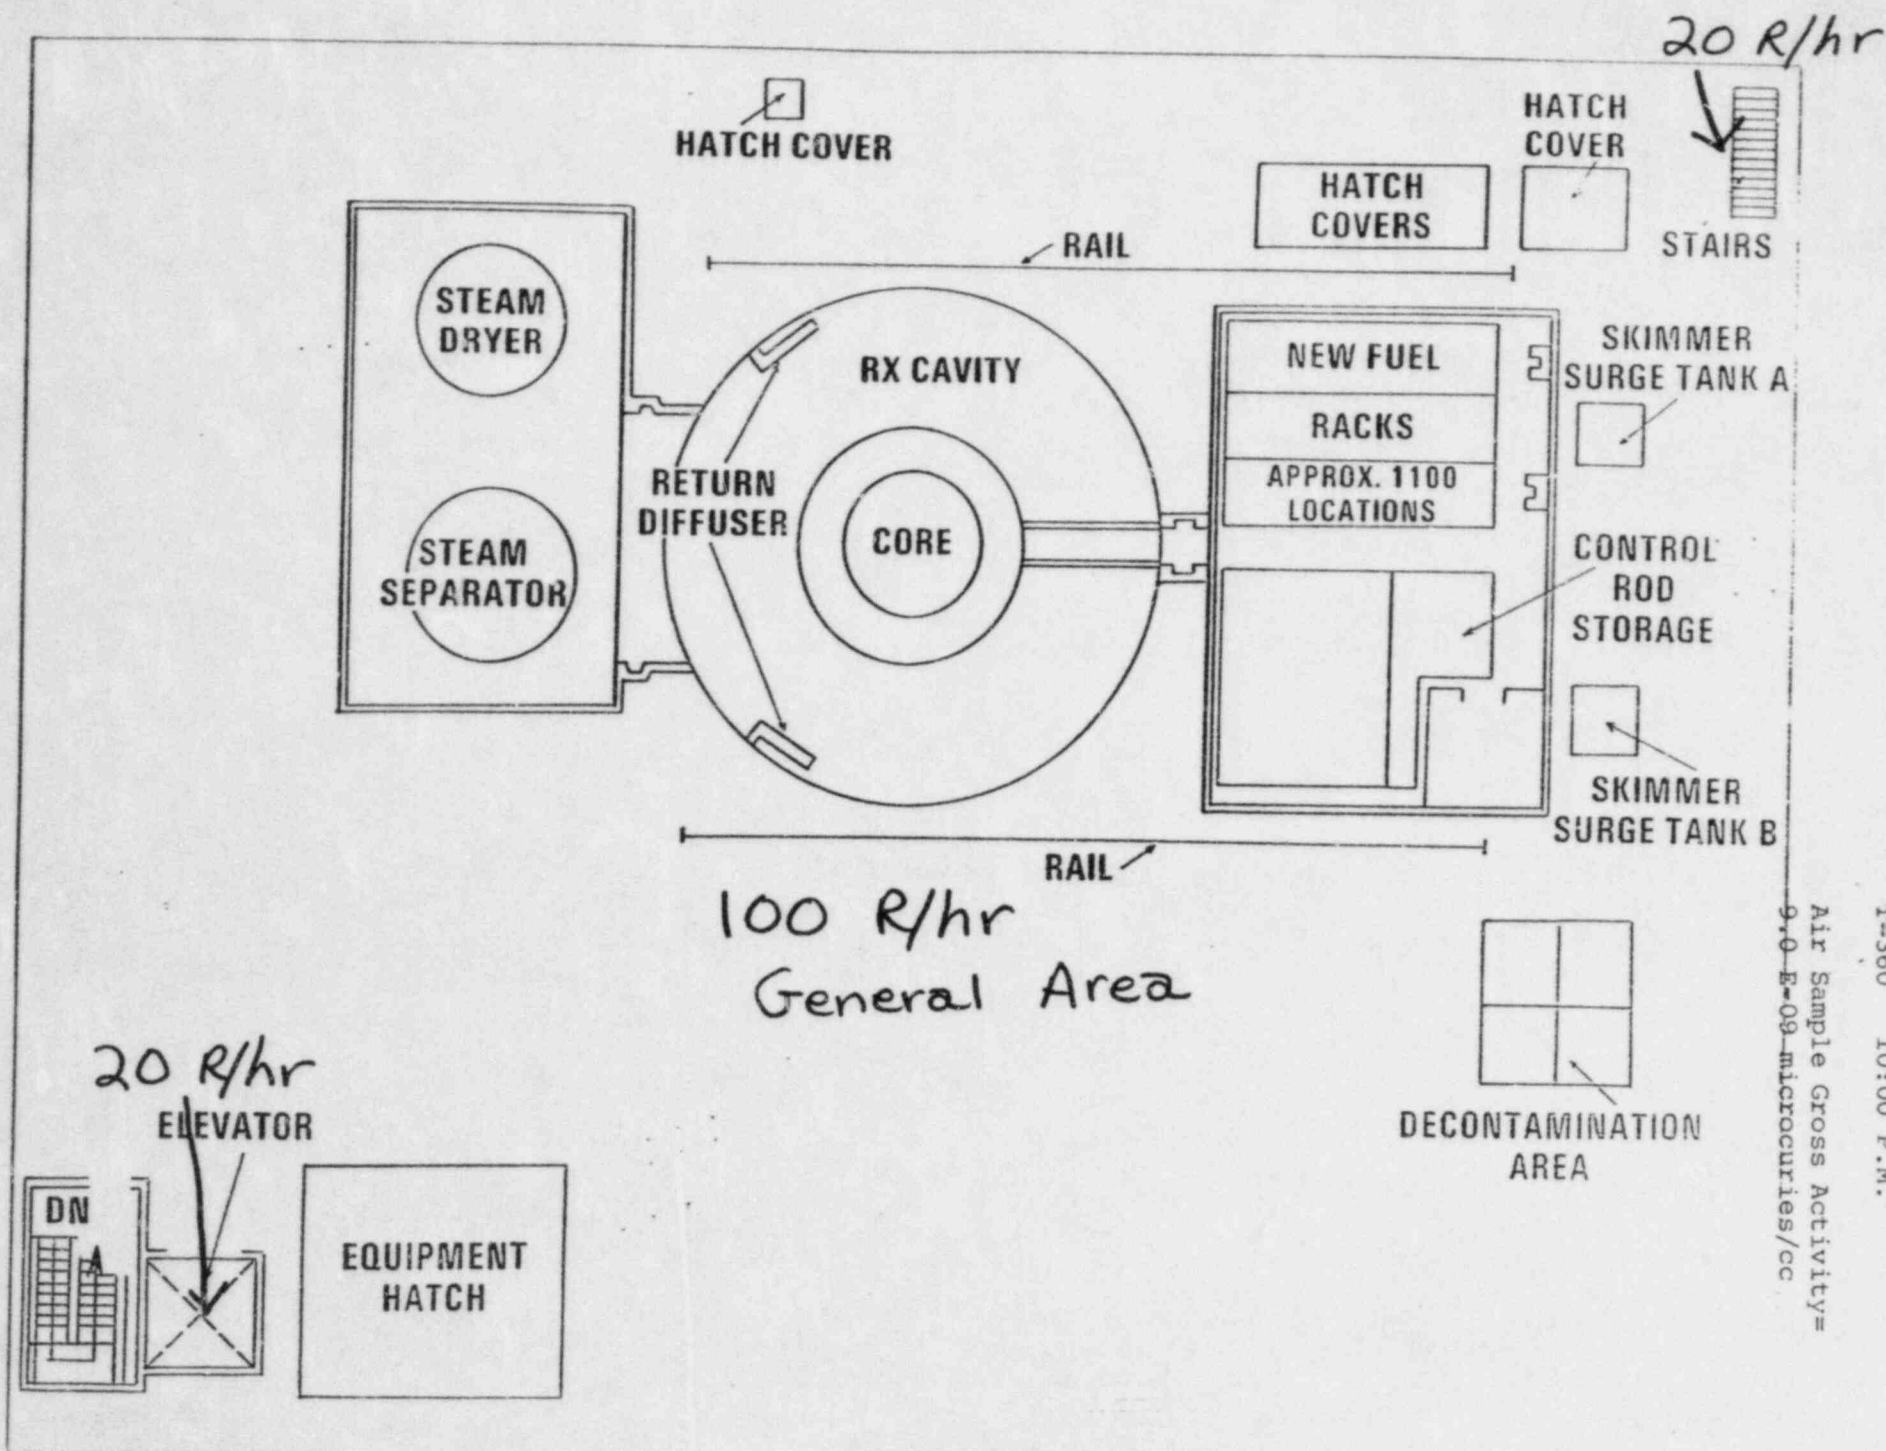 20 R/hr
HATCH COVER
HATCH
COVER
HATCH
COVERS
STAIRS
RAIL
STEAM
DRYER
RX CAVITY
NEW FUEL
RACKS
APPROX. 1100
LOCATIONS
SKIMMER
SURGE TANK A
RETURN
DIFFUSER
CORE
STEAM
SEPARATOR
CONTROL
ROD
STORAGE
SKIMMER
SURGE TANK B
RAIL
100 R/hr
General Area
DECONTAMINATION
AREA
20 R/hr
ELEVATOR
DN
EQUIPMENT
HATCH
10:00 P.M.
Air Sample Gross Activity=
9.0 E-09 microcuries/cc